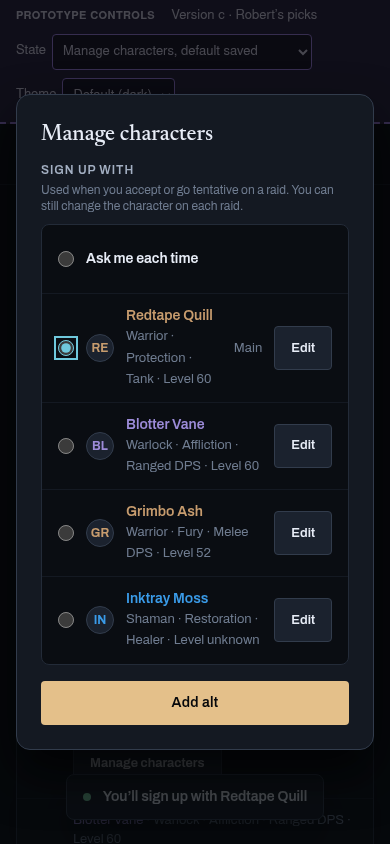 PROTOTYPE CONTROLS Version c · Robert's picks
State Manage characters, default saved
Theme Default (dark)
Manage characters
SIGN UP WITH
Used when you accept or go tentative on a raid. You can
still change the character on each raid.
Ask me each time
RE Redtape Quill
Warrior ·
Protection ·
Tank · Level 60
Main
Edit
BL Blotter Vane
Warlock · Affliction ·
Ranged DPS · Level 60
Edit
GR Grimbo Ash
Warrior · Fury · Melee
DPS · Level 52
Edit
IN Inktray Moss
Shaman · Restoration ·
Healer · Level unknown
Edit
Add alt
Manage characters
You'll sign up with Redtape Quill
Blotter Vane Warlock · Affliction · Ranged DPS ·
Level 60